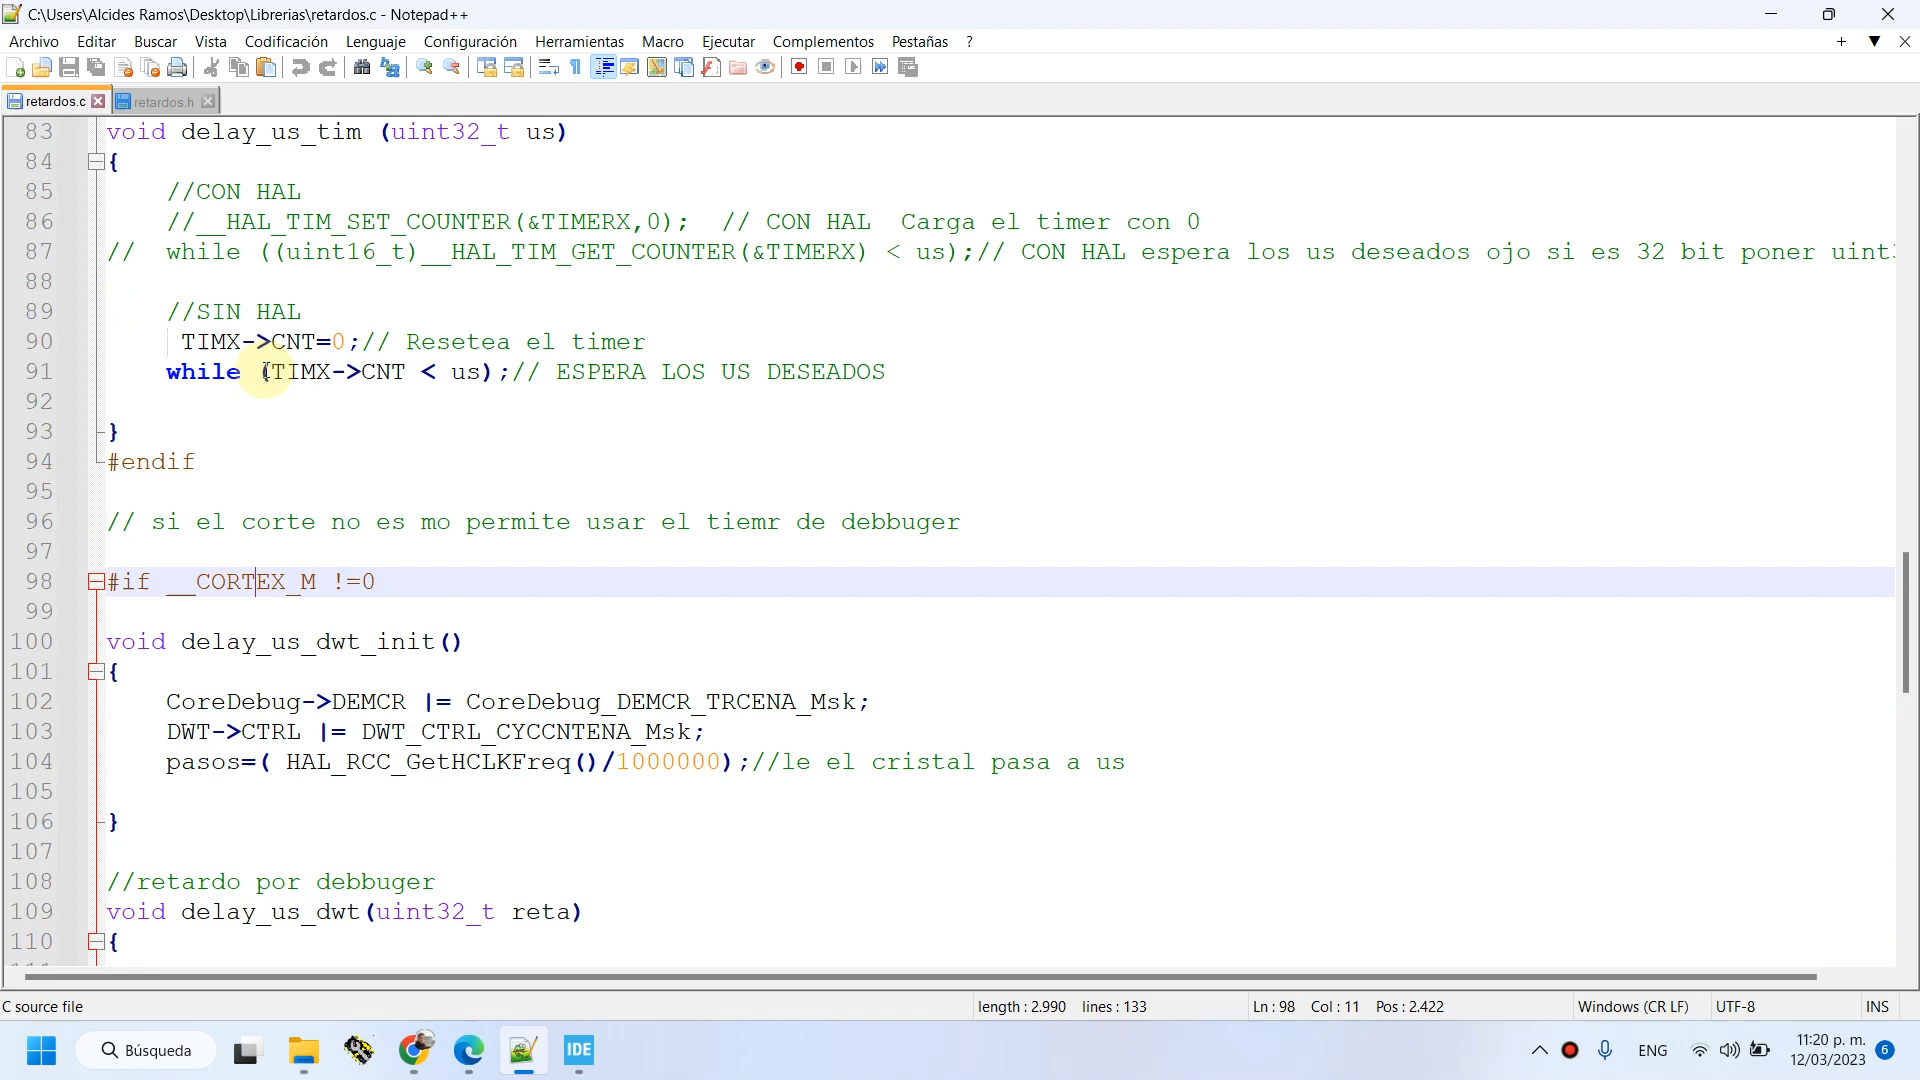 C:\Users\Alcides Ramos\Desktop\Librerias\retardos.c - Notepad++
Archivo Editar Buscar Vista Codificación Lenguaje Configuración Herramientas Macro Ejecutar Complementos Pestañas ?
retardos.c retardos.h
83 void delay_us_tim (uint32_t us)
84 {
85 //CON HAL
86 //__HAL_TIM_SET_COUNTER(&TIMERX,0); // CON HAL Carga el timer con 0
87 // while ((uint16_t)__HAL_TIM_GET_COUNTER(&TIMERX) < us);// CON HAL espera los us deseados ojo si es 32 bit poner uint
88
89 //SIN HAL
90 TIMX->CNT=0;// Resetea el timer
91 while (TIMX->CNT < us);// ESPERA LOS US DESEADOS
92
93 }
94 #endif
95
96 // si el corte no es mo permite usar el tiemr de debbuger
97
98 #if __CORTEX_M !=0
99
100 void delay_us_dwt_init()
101 {
102 CoreDebug->DEMCR |= CoreDebug_DEMCR_TRCENA_Msk;
103 DWT->CTRL |= DWT_CTRL_CYCCNTENA_Msk;
104 pasos=( HAL_RCC_GetHCLKFreq()/1000000);//le el cristal pasa a us
105
106 }
107
108 //retardo por debbuger
109 void delay_us_dwt(uint32_t reta)
110 {
C source file length : 2.990 lines : 133 Ln : 98 Col : 11 Pos : 2.422 Windows (CR LF) UTF-8 INS
Búsqueda IDE ENG 11:20 p. m. 6
12/03/2023